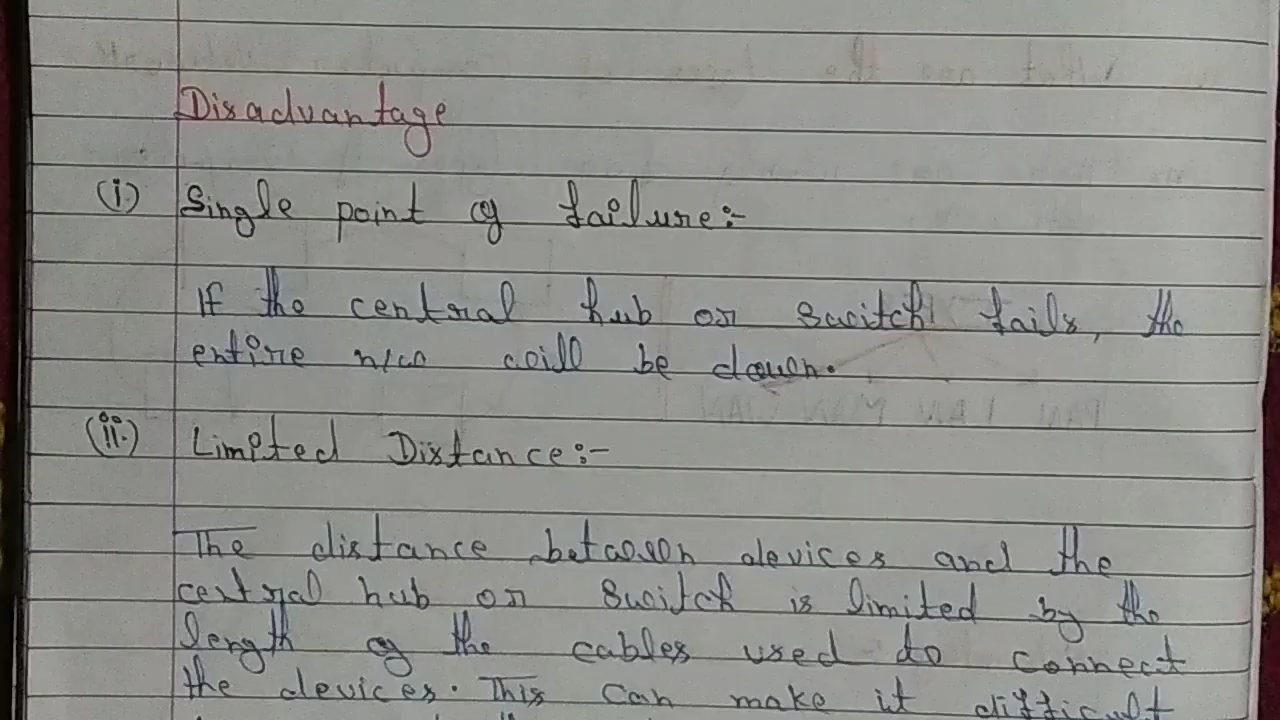 Disadvantage
(i) Single point of failure:-
If the central hub or switch fails, the
entire n/w will be down.
(ii.) Limited Distance:-
The distance between devices and the
central hub or switch is limited by the
length of the cables used to connect
the devices. This can make it difficult